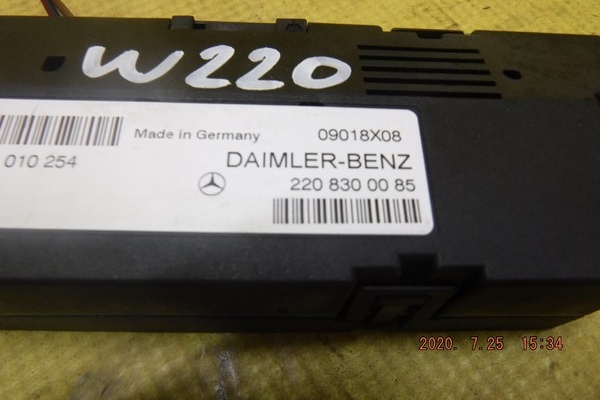 W220
Made in Germany 09018X08
010 254 DAIMLER-BENZ
220 830 00 85
2020. 7.25 15:34